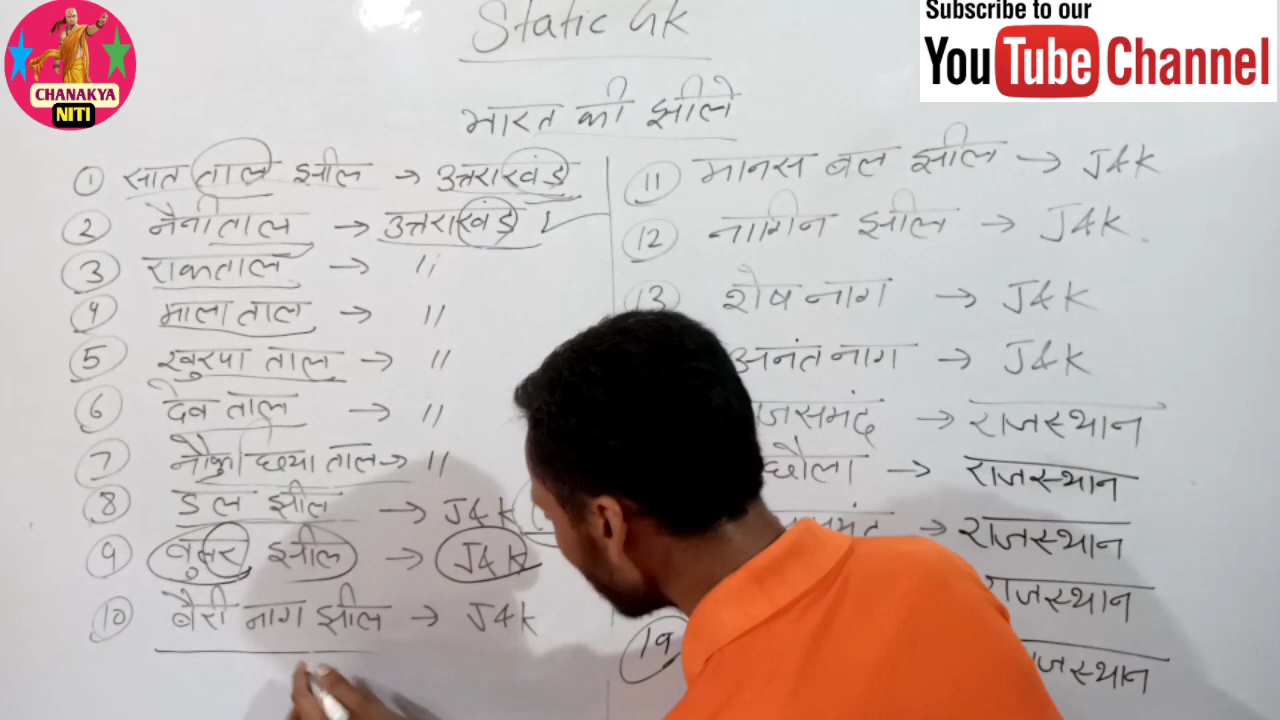 CHANAKYA
NITI
Subscribe to our
YouTube Channel
Static GK
भारत की झीले
① सात ताल झील → उत्तराखंड
② नैनीताल → उत्तराखंड
③ राकताल → "
④ माला ताल → "
⑤ खुरपा ताल → "
⑥ देव ताल → "
⑦ नौकुछिया ताल → "
⑧ डल झील → J&K
⑨ वुलर झील → J&K
⑩ बैरी नाग झील → J&K
⑪ मानस बल झील → J&K
⑫ नागिन झील → J&K.
13 शेषनाग → J&K
अनंतनाग → J&K
जसमंद → राजस्थान
छौला → राजस्थान
→ राजस्थान
राजस्थान
19 जस्थान